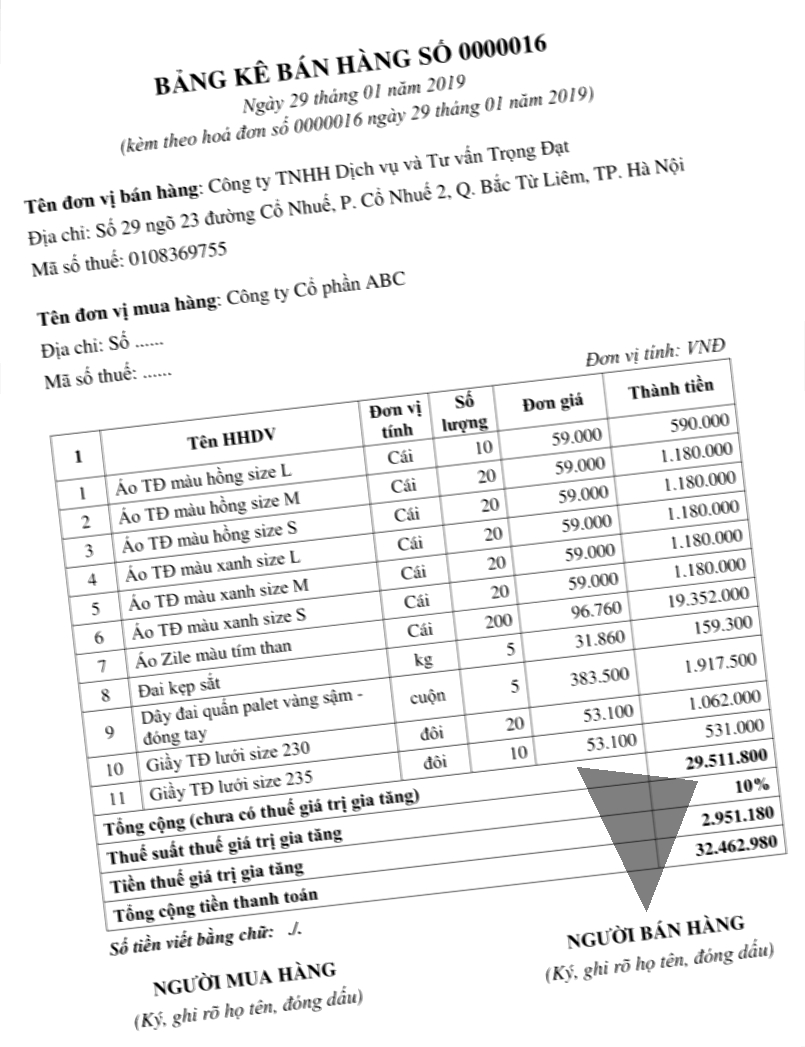 BẢNG KÊ BÁN HÀNG SỐ 0000016
Ngày 29 tháng 01 năm 2019
(kèm theo hoá đơn số 0000016 ngày 29 tháng 01 năm 2019)
Tên đơn vị bán hàng: Công ty TNHH Dịch vụ và Tư vấn Trọng Đạt
Địa chỉ: Số 29 ngõ 23 đường Cổ Nhuế, P. Cổ Nhuế 2, Q. Bắc Từ Liêm, TP. Hà Nội
Mã số thuế: 0108369755
Tên đơn vị mua hàng: Công ty Cổ phần ABC
Địa chỉ: Số ......
Mã số thuế: ......
Đơn vị tính: VNĐ
1 Tên HHDV Đơn vị tính Số lượng Đơn giá Thành tiền
1 Áo TĐ màu hồng size L Cái 10 59.000 590.000
2 Áo TĐ màu hồng size M Cái 20 59.000 1.180.000
3 Áo TĐ màu hồng size S Cái 20 59.000 1.180.000
4 Áo TĐ màu xanh size L Cái 20 59.000 1.180.000
5 Áo TĐ màu xanh size M Cái 20 59.000 1.180.000
6 Áo TĐ màu xanh size S Cái 20 59.000 1.180.000
7 Áo Zile màu tím than Cái 200 96.760 19.352.000
8 Đai kẹp sắt kg 5 31.860 159.300
9 Dây đai quấn palet vàng sậm - đóng tay cuộn 5 383.500 1.917.500
10 Giầy TĐ lưới size 230 đôi 20 53.100 1.062.000
11 Giầy TĐ lưới size 235 đôi 10 53.100 531.000
Tổng cộng (chưa có thuế giá trị gia tăng) 29.511.800
Thuế suất thuế giá trị gia tăng 10%
Tiền thuế giá trị gia tăng 2.951.180
Tổng cộng tiền thanh toán 32.462.980
Số tiền viết bằng chữ: ./.
NGƯỜI MUA HÀNG NGƯỜI BÁN HÀNG
(Ký, ghi rõ họ tên, đóng dấu) (Ký, ghi rõ họ tên, đóng dấu)